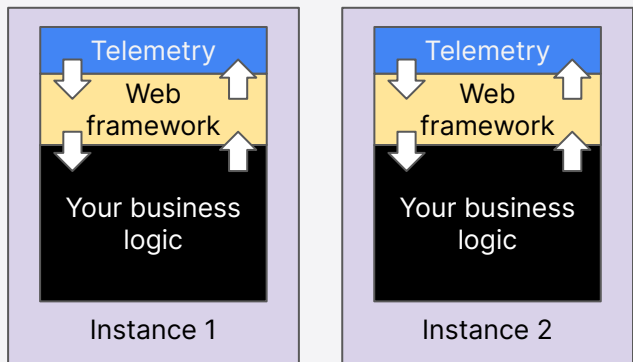 Telemetry
Web
framework
Your business
logic
Instance 1
Telemetry
Web
framework
Your business
logic
Instance 2